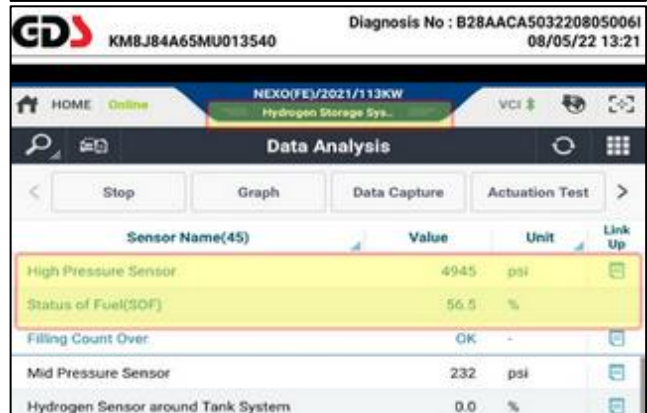 GDS KM8J84A65MU013540 Diagnosis No : B28AACA5032208050061
08/05/22 13:21
HOME Online NEXO(FE)/2021/113KW VCI
Hydrogen Storage Sys...
Data Analysis
< Stop Graph Data Capture Actuation Test >
Sensor Name(45) Value Unit Link Up
High Pressure Sensor 4945 psi
Status of Fuel(SOF) 56.5 %
Filling Count Over OK -
Mid Pressure Sensor 232 psi
Hydrogen Sensor around Tank System 0.0 %